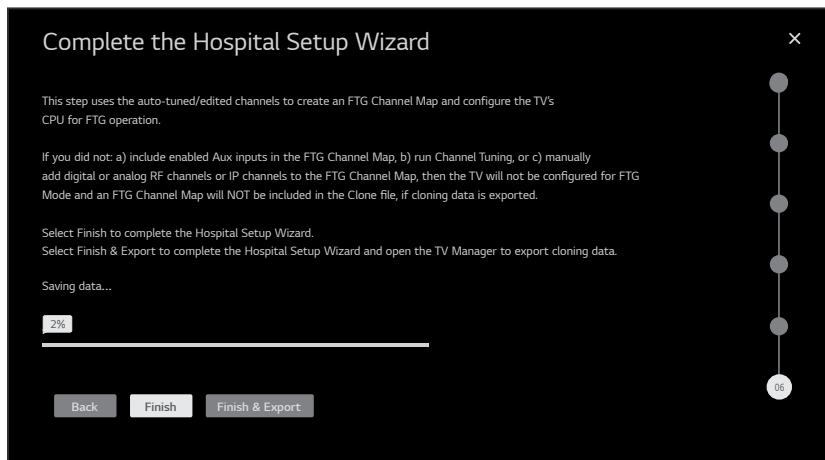 Complete the Hospital Setup Wizard
×
This step uses the auto-tuned/edited channels to create an FTG Channel Map and configure the TV's
CPU for FTG operation.
If you did not: a) include enabled Aux inputs in the FTG Channel Map, b) run Channel Tuning, or c) manually
add digital or analog RF channels or IP channels to the FTG Channel Map, then the TV will not be configured for FTG
Mode and an FTG Channel Map will NOT be included in the Clone file, if cloning data is exported.
Select Finish to complete the Hospital Setup Wizard.
Select Finish & Export to complete the Hospital Setup Wizard and open the TV Manager to export cloning data.
Saving data...
2%
06
Back Finish Finish & Export